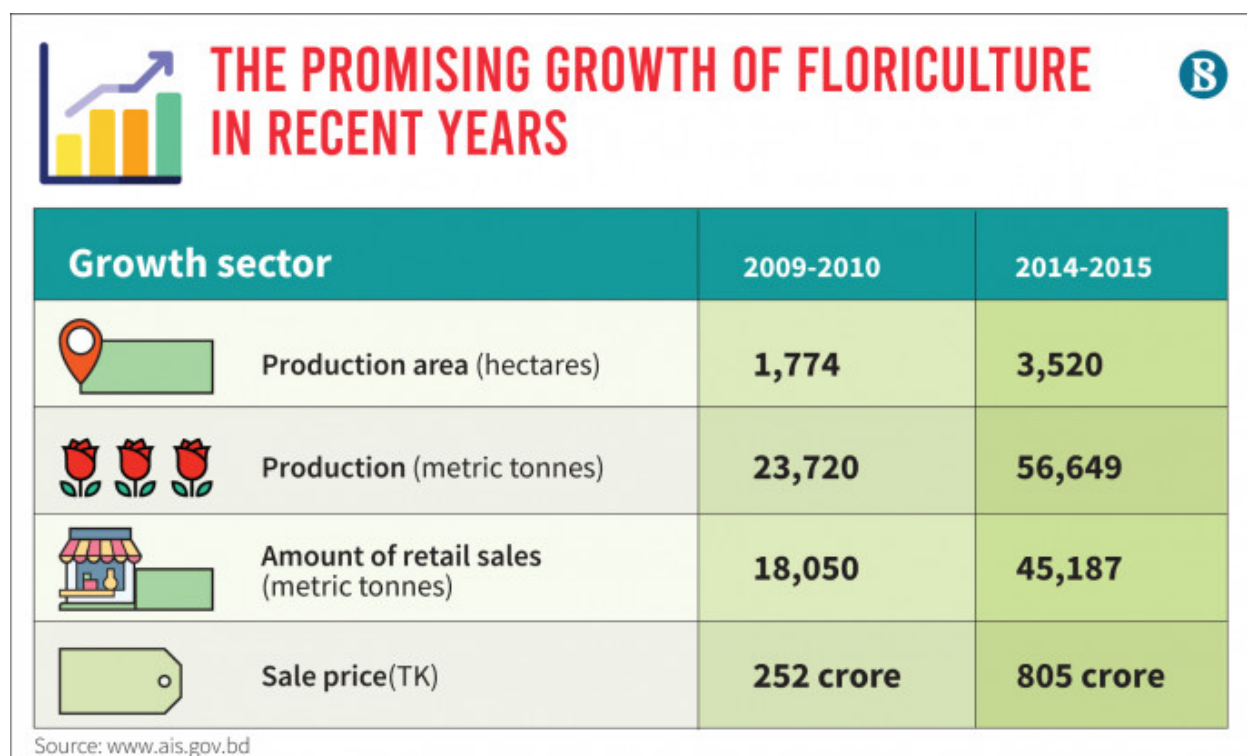 THE PROMISING GROWTH OF FLORICULTURE
IN RECENT YEARS
Growth sector 2009-2010 2014-2015
Production area (hectares) 1,774 3,520
Production (metric tonnes) 23,720 56,649
Amount of retail sales
(metric tonnes) 18,050 45,187
Sale price(TK) 252 crore 805 crore
Source: www.ais.gov.bd